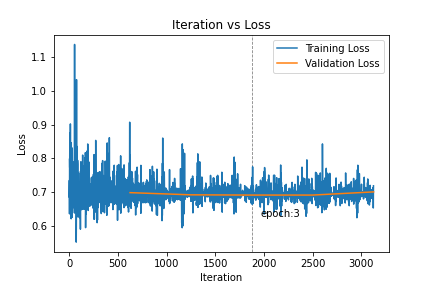 Iteration vs Loss
Training Loss
Validation Loss
1.1
1.0
0.9
0.8
0.7
0.6
Loss
epoch:3
0 500 1000 1500 2000 2500 3000
Iteration